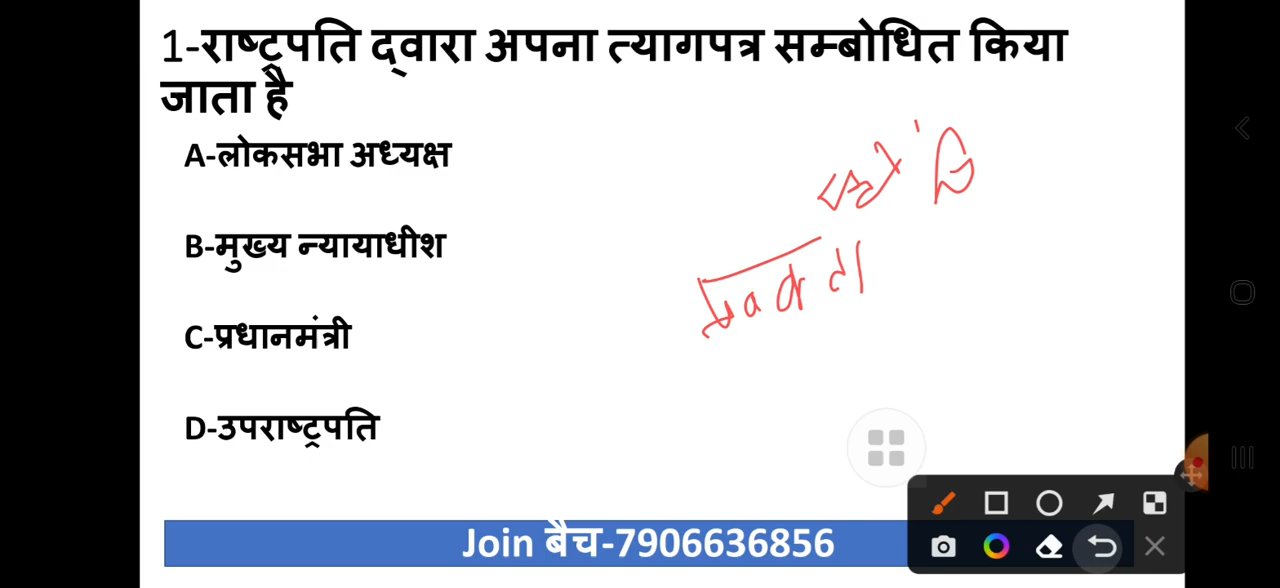 1-राष्ट्रपति द्वारा अपना त्यागपत्र सम्बोधित किया
जाता है
A-लोकसभा अध्यक्ष
B-मुख्य न्यायाधीश
C-प्रधानमंत्री
D-उपराष्ट्रपति
Join बैच-7906636856